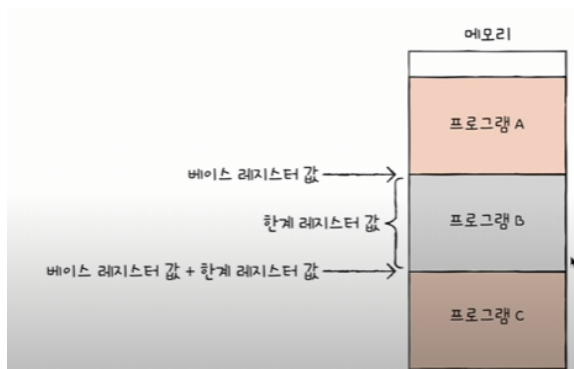 메모리
프로그램 A
베이스 레지스터 값
한계 레지스터 값
프로그램 B
베이스 레지스터 값 + 한계 레지스터 값
프로그램 C